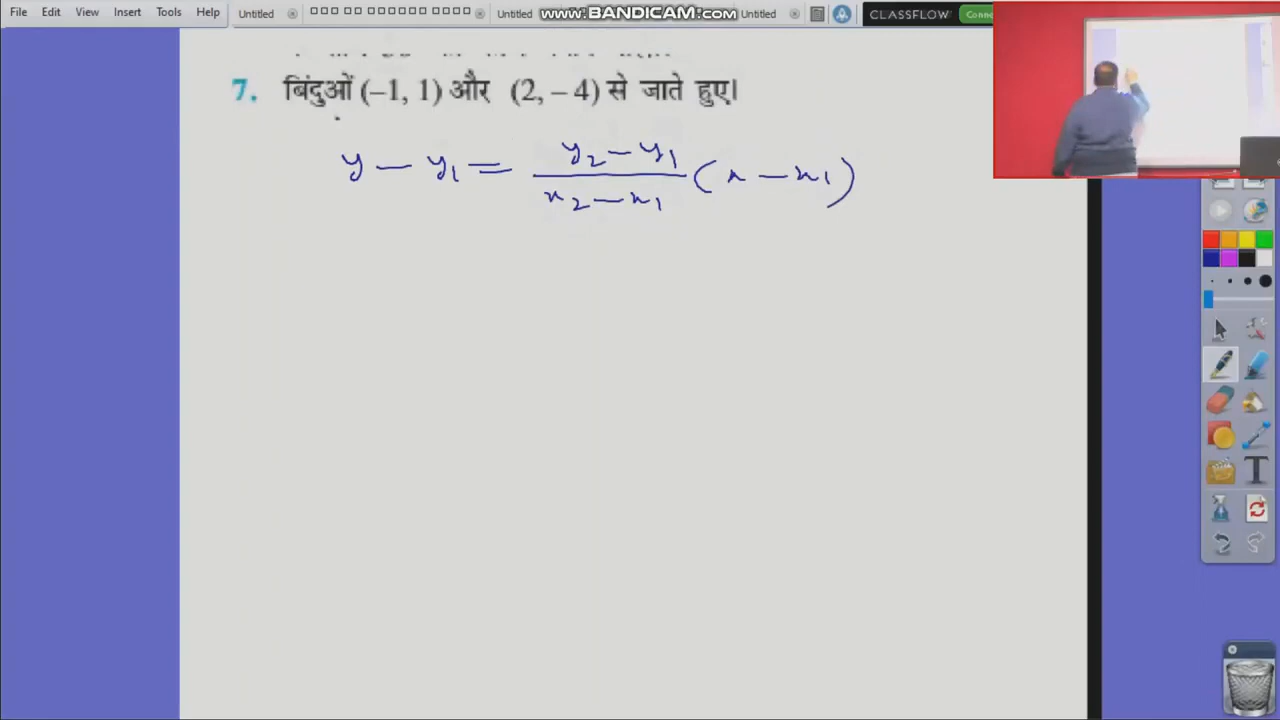 File Edit View Insert Tools Help Untitled Untitled www.BANDICAM.com Untitled CLASSFLOW
7. बिंदुओं (–1, 1) और (2, – 4) से जाते हुए।
y − y₁ = (y₂ − y₁)/(x₂ − x₁) (x − x₁)
T